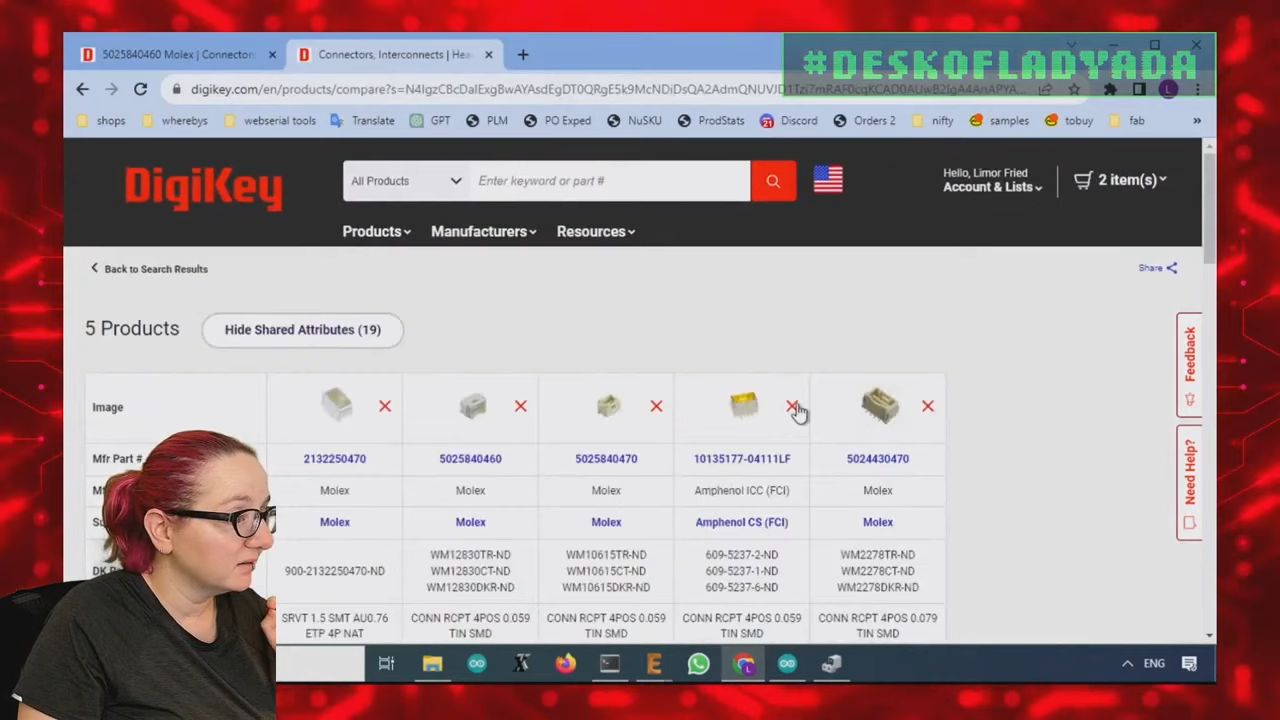 #DESKOFLADYADA
5025840460 Molex | Connectors
Connectors, Interconnects | Hea
shops
wherebys
webserial tools
Translate
GPT
PLM
PO Exped
NuSKU
ProdStats
21
Discord
Orders 2
nifty
samples
tobuy
fab
DigiKey
All Products
Enter keyword or part #
Hello, Limor Fried
Account & Lists
2 item(s)
Products
Manufacturers
Resources
Back to Search Results
Share
5 Products
Hide Shared Attributes (19)
Feedback
Need Help?
Image
Mfr Part # 2132250470 5025840460 5025840470 10135177-04111LF 5024430470
Molex Molex Molex Amphenol ICC (FCI) Molex
Molex Molex Molex Amphenol CS (FCI) Molex
WM12830TR-ND WM10615TR-ND 609-5237-2-ND WM2278TR-ND
900-2132250470-ND WM12830CT-ND WM10615CT-ND 609-5237-1-ND WM2278CT-ND
WM12830DKR-ND WM10615DKR-ND 609-5237-6-ND WM2278DKR-ND
SRVT 1.5 SMT AU0.76 CONN RCPT 4POS 0.059 CONN RCPT 4POS 0.059 CONN RCPT 4POS 0.059 CONN RCPT 4POS 0.079
ETP 4P NAT TIN SMD TIN SMD TIN SMD TIN SMD
ENG